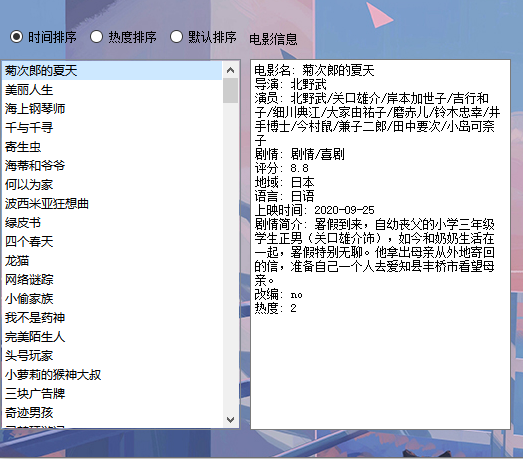 时间排序 热度排序 默认排序 电影信息
菊次郎的夏天
美丽人生
海上钢琴师
千与千寻
寄生虫
海蒂和爷爷
何以为家
波西米亚狂想曲
绿皮书
四个春天
龙猫
网络谜踪
小偷家族
我不是药神
完美陌生人
头号玩家
小萝莉的猴神大叔
三块广告牌
奇迹男孩
电影名: 菊次郎的夏天
导演: 北野武
演员: 北野武/关口雄介/岸本加世子/吉行和
子/细川典江/大家由祐子/磨赤儿/铃木忠幸/井
手博士/今村鮟/兼子二郎/田中要次/小岛可奈
子
剧情: 剧情/喜剧
评分: 8.8
地域: 日本
语言: 日语
上映时间: 2020-09-25
剧情简介: 暑假到来，自幼丧父的小学三年级
学生正男（关口雄介饰），如今和奶奶生活在
一起，暑假特别无聊。他拿出母亲从外地寄回
的信，准备自己一个人去爱知县丰桥市看望母
亲。
改编: no
热度: 2